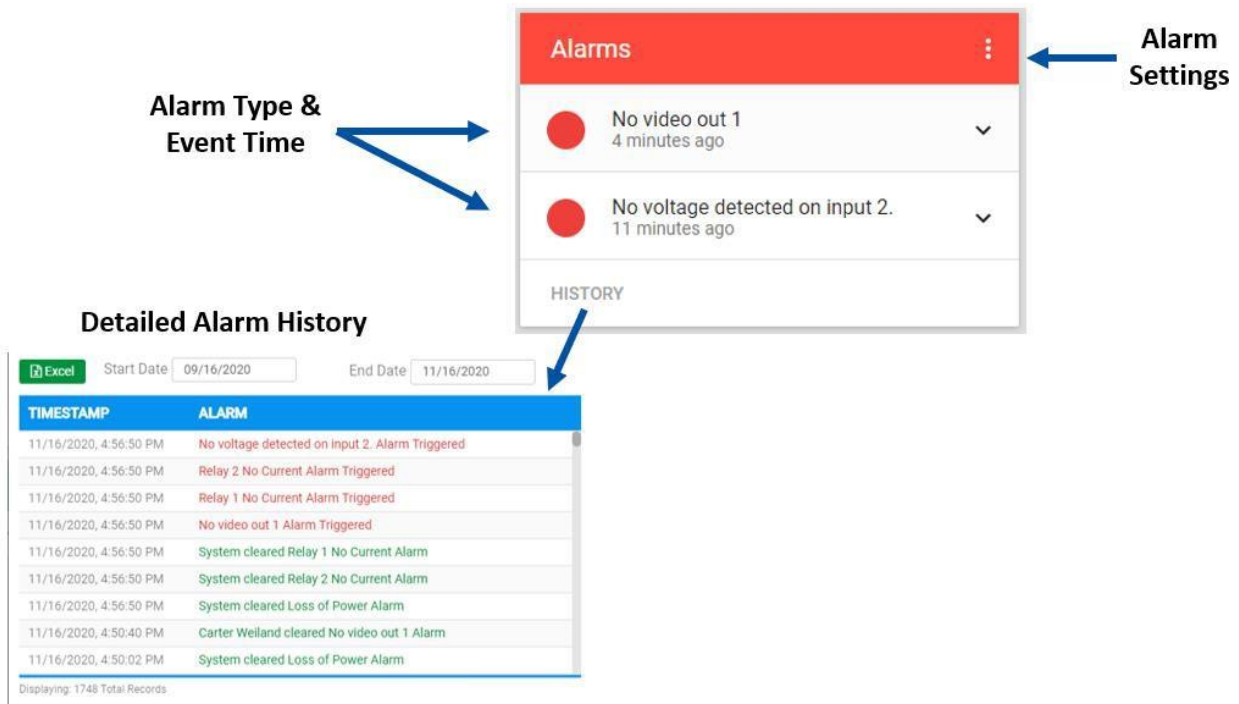 Alarms
Alarm
Settings
Alarm Type &
Event Time
No video out 1
4 minutes ago
No voltage detected on input 2.
11 minutes ago
HISTORY
Detailed Alarm History
Excel Start Date 09/16/2020 End Date 11/16/2020
TIMESTAMP ALARM
11/16/2020, 4:56:50 PM No voltage detected on input 2. Alarm Triggered
11/16/2020, 4:56:50 PM Relay 2 No Current Alarm Triggered
11/16/2020, 4:56:50 PM Relay 1 No Current Alarm Triggered
11/16/2020, 4:56:50 PM No video out 1 Alarm Triggered
11/16/2020, 4:56:50 PM System cleared Relay 1 No Current Alarm
11/16/2020, 4:56:50 PM System cleared Relay 2 No Current Alarm
11/16/2020, 4:56:50 PM System cleared Loss of Power Alarm
11/16/2020, 4:50:40 PM Carter Weiland cleared No video out 1 Alarm
11/16/2020, 4:50:02 PM System cleared Loss of Power Alarm
Displaying: 1748 Total Records